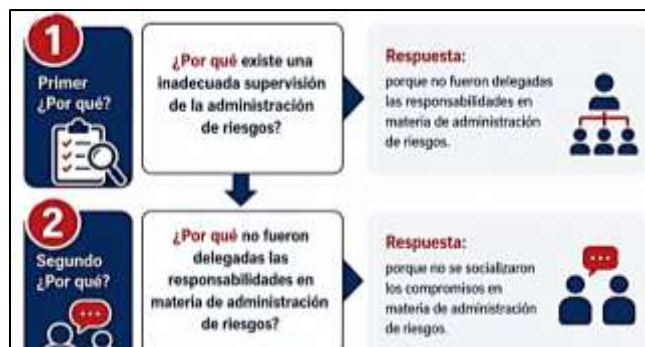 1
Primer
¿Por qué?
¿Por qué existe una
inadecuada supervisión
de la administración
de riesgos?
Respuesta:
porque no fueron delegadas
las responsabilidades en
materia de administración
de riesgos.
2
Segundo
¿Por qué?
¿Por qué no fueron
delegadas las
responsabilidades en
materia de administración
de riesgos?
Respuesta:
porque no se socializaron
los compromisos en
materia de administración
de riesgos.